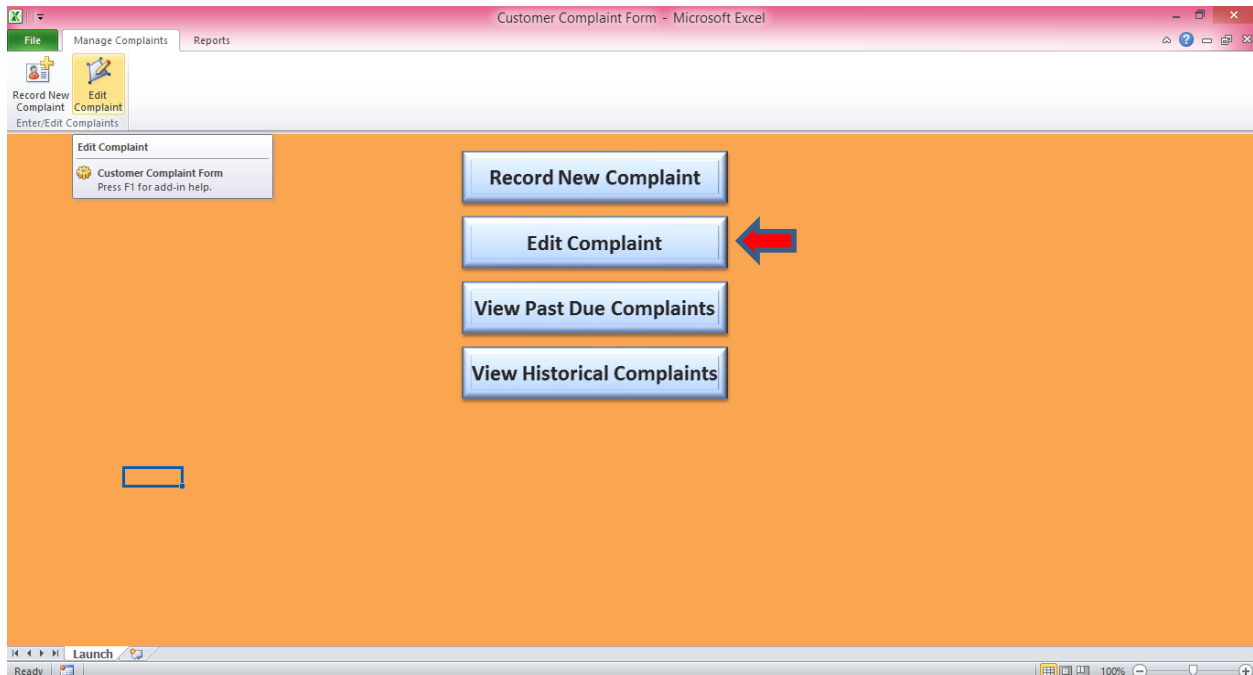 Customer Complaint Form - Microsoft Excel
File Manage Complaints Reports
Record New
Complaint
Edit
Complaint
Enter/Edit Complaints
Edit Complaint
Customer Complaint Form
Press F1 for add-in help.
Record New Complaint
Edit Complaint
View Past Due Complaints
View Historical Complaints
Launch
Ready 100%